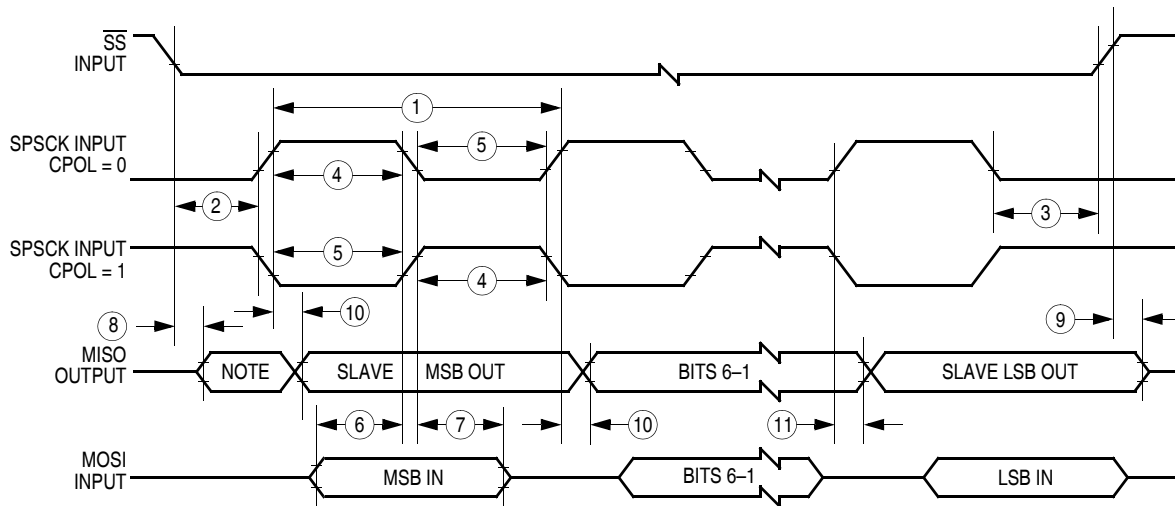 SS
INPUT
1
SPSCK INPUT
CPOL = 0
5
4
2
3
SPSCK INPUT
CPOL = 1
5
4
8
10
9
MISO
OUTPUT
NOTE
SLAVE MSB OUT
BITS 6–1
SLAVE LSB OUT
6
7
10
11
MOSI
INPUT
MSB IN
BITS 6–1
LSB IN